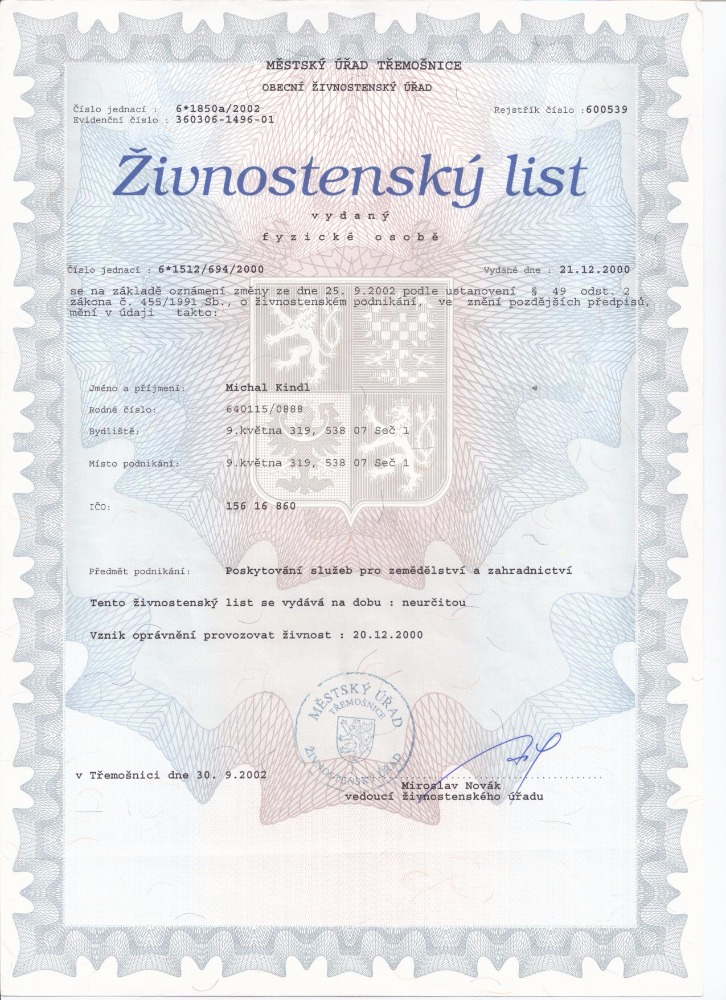 MĚSTSKÝ ÚŘAD TŘEMOŠNICE
OBECNÍ ŽIVNOSTENSKÝ ÚŘAD
Číslo jednací : 6*1850a/2002
Rejstřík číslo :600539
Evidenční číslo : 360306-1496-01
Živnostenský list
vydaný
fyzické osobě
Číslo jednací : 6*1512/694/2000
Vydané dne : 21.12.2000
se na základě oznámení změny ze dne 25. 9.2002 podle ustanovení § 49 odst. 2
zákona č. 455/1991 Sb., o živnostenském podnikání, ve znění pozdějších předpisů,
mění v údaji takto:
Jméno a příjmení: Michal Kindl
Rodné číslo: 640115/0888
Bydliště: 9.května 319, 538 07 Seč 1
Místo podnikání: 9.května 319, 538 07 Seč 1
IČO: 156 16 860
Předmět podnikání: Poskytování služeb pro zemědělství a zahradnictví
Tento živnostenský list se vydává na dobu : neurčitou
Vznik oprávnění provozovat živnost : 20.12.2000
MĚSTSKÝ ÚŘAD
TŘEMOŠNICE
ŽIVNOSTENSKÝ ÚŘAD
v Třemošnici dne 30. 9.2002
Miroslav Novák
vedoucí živnostenského úřadu